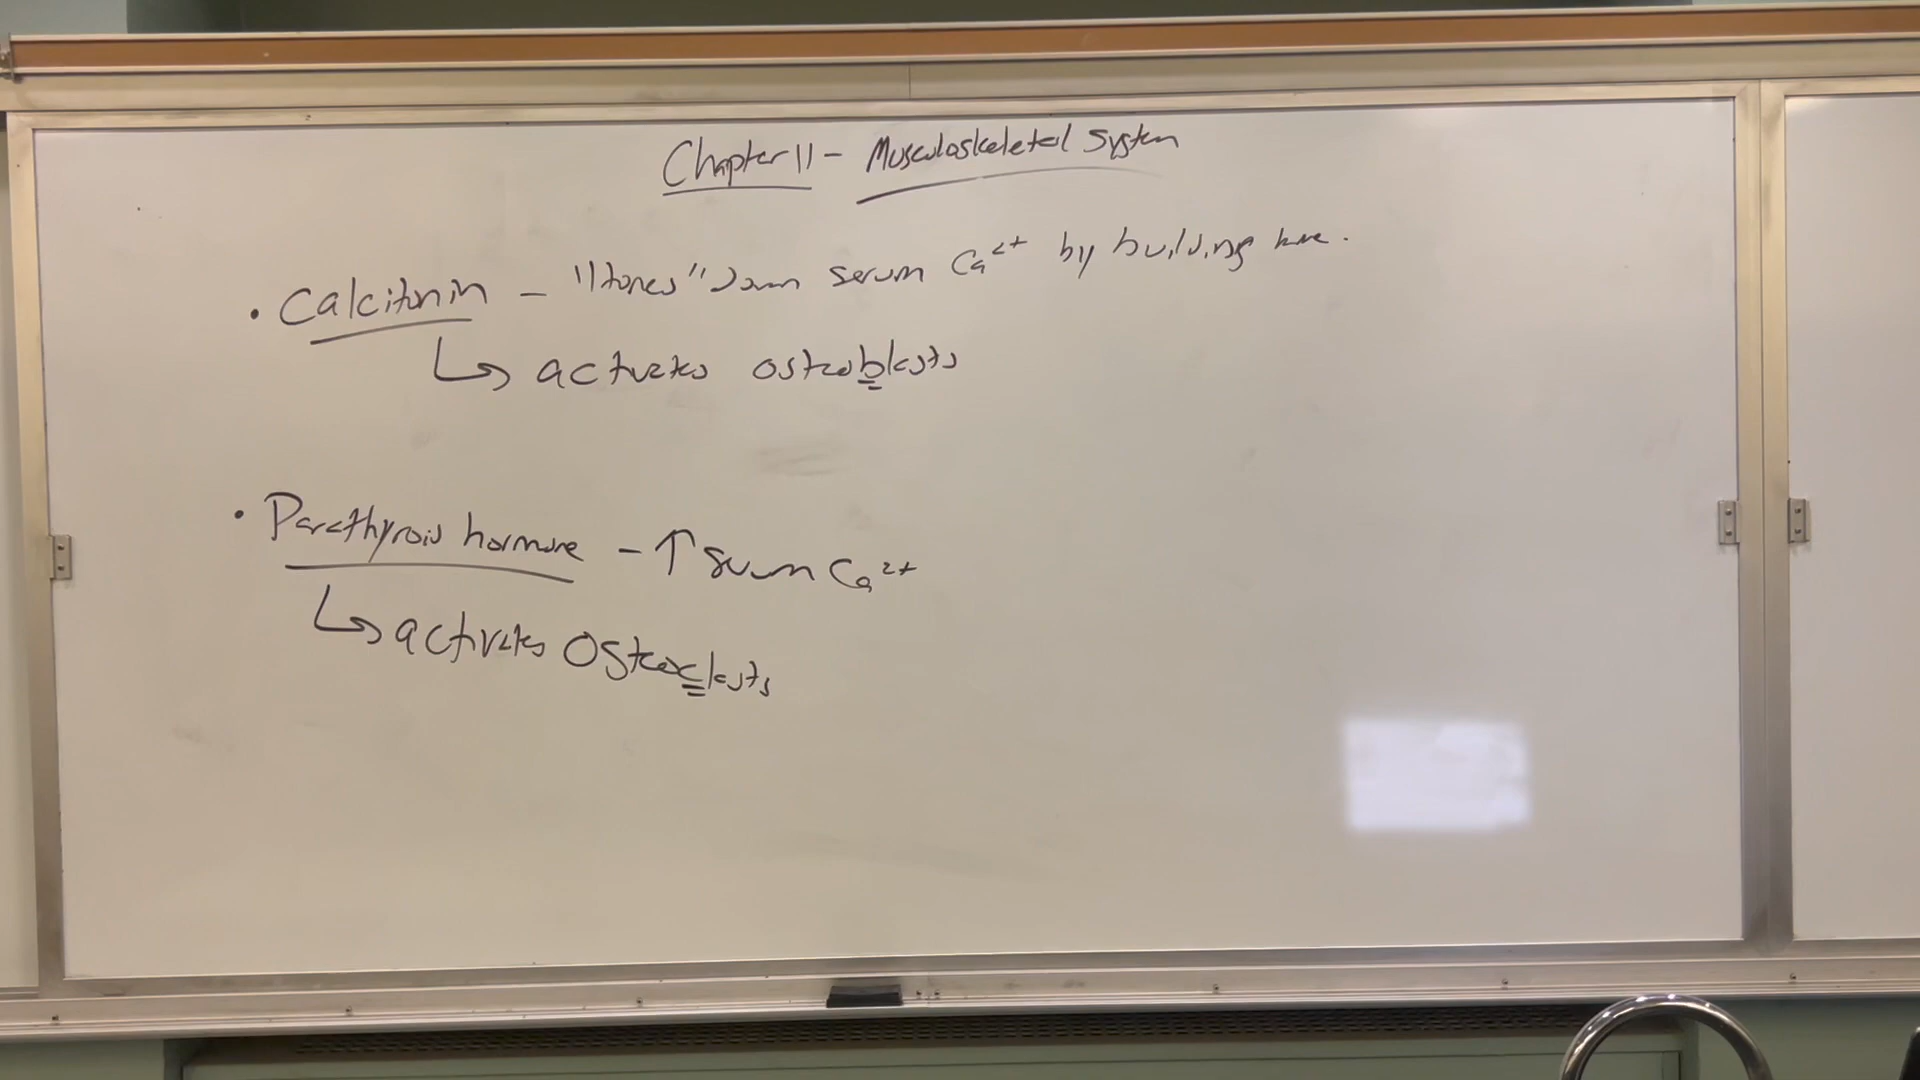 Chapter 11 - Musculoskeletal System
• Calcitonin - "tones" down serum Ca²⁺ by building bone.
↳ activates osteoblasts
• Parathyroid hormone - ↑ serum Ca²⁺
↳ activates Osteoclasts